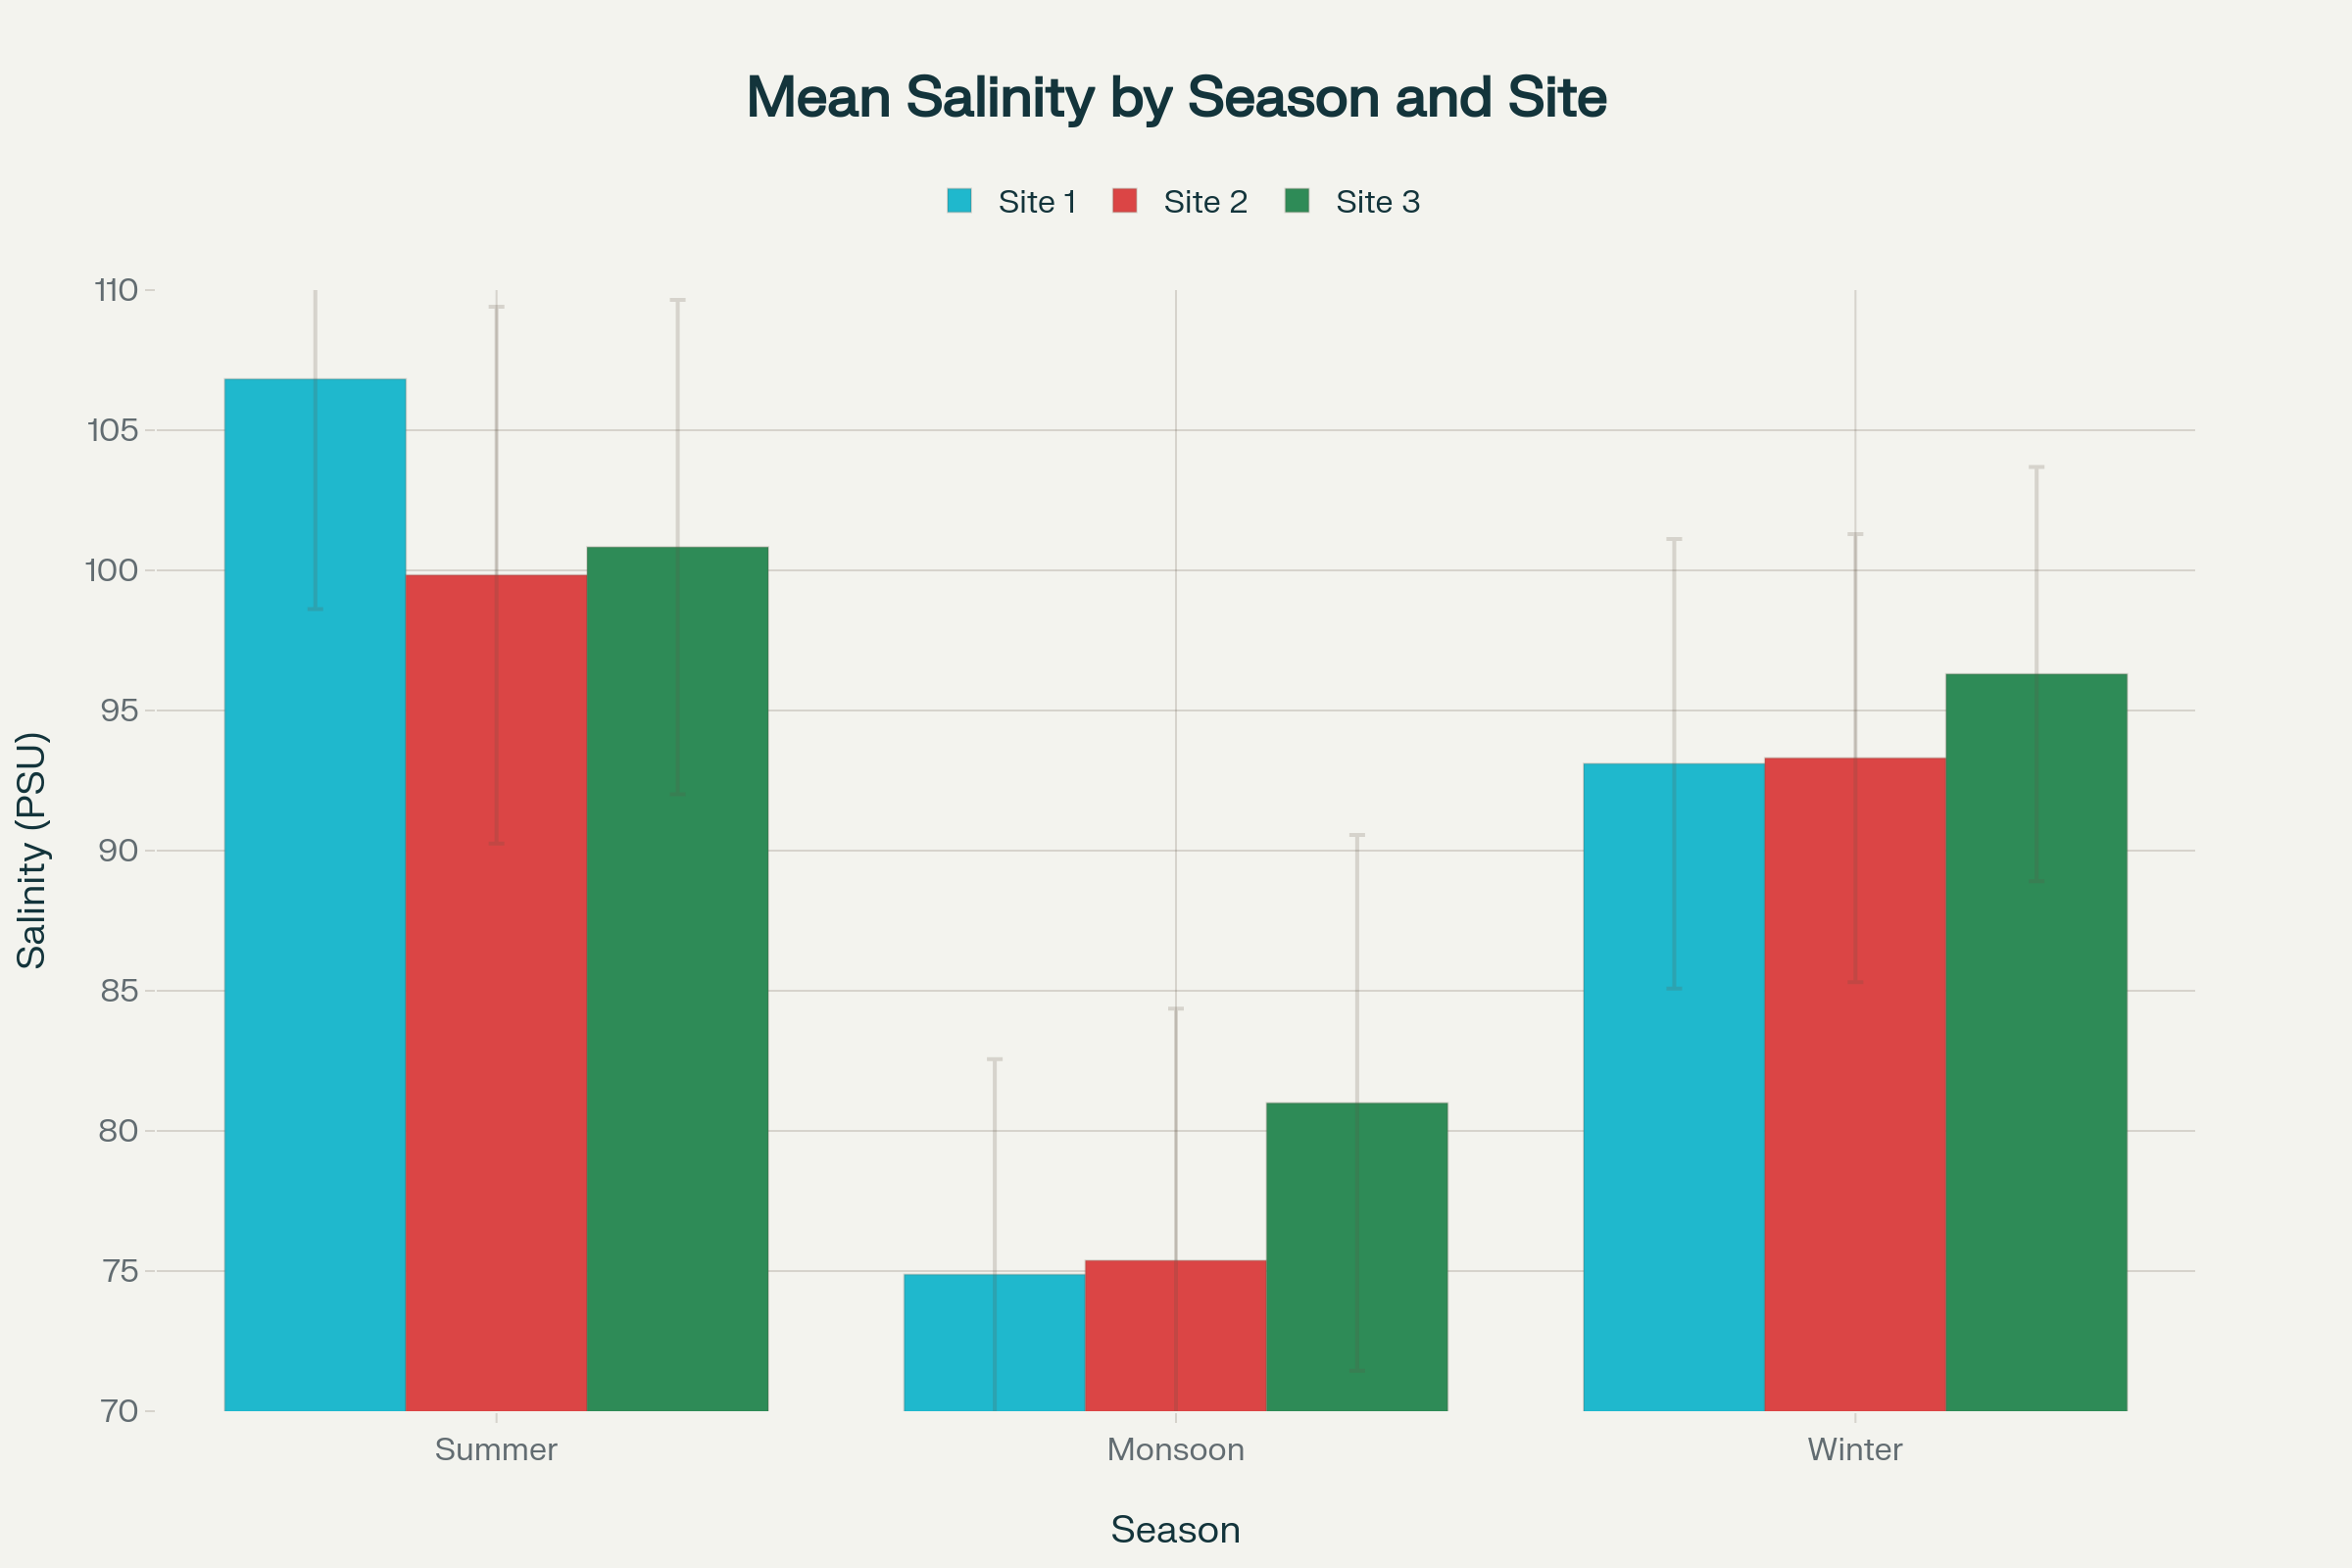 Mean Salinity by Season and Site
Site 1 Site 2 Site 3
110
105
100
95
90
85
80
75
70
Salinity (PSU)
Summer Monsoon Winter
Season